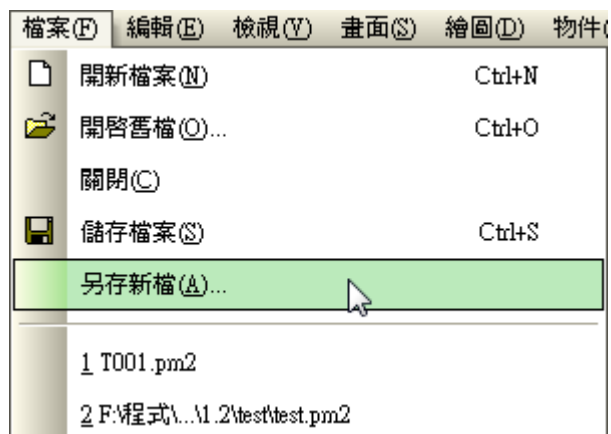 檔案(F) 編輯(E) 檢視(V) 畫面(S) 繪圖(D) 物件(
開新檔案(N) Ctrl+N
開啓舊檔(O)... Ctrl+O
關閉(C)
儲存檔案(S) Ctrl+S
另存新檔(A)...
1 T001.pm2
2 F:\程式\...\1.2\test\test.pm2